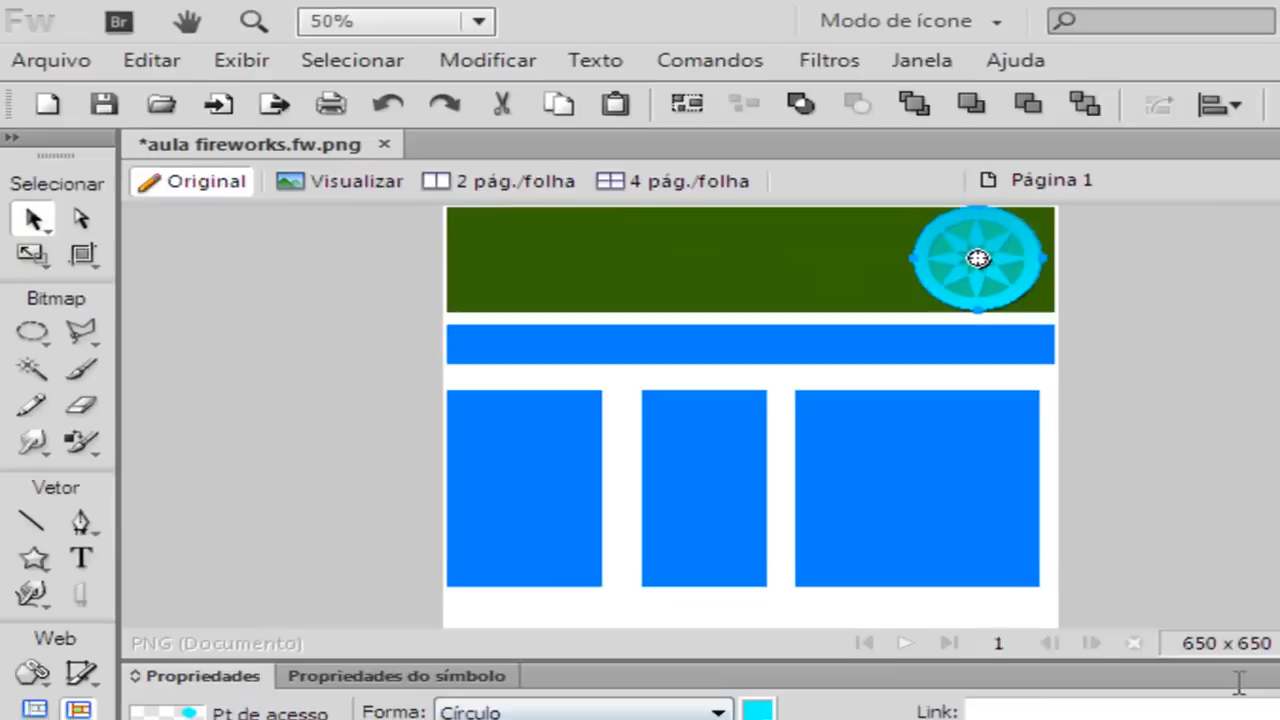 Fw Br 50% Modo de ícone
Arquivo Editar Exibir Selecionar Modificar Texto Comandos Filtros Janela Ajuda
*aula fireworks.fw.png ×
Original Visualizar 2 pág./folha 4 pág./folha Página 1
Selecionar
Bitmap
Vetor
T
Web
PNG (Documento) 1 650 x 650
Propriedades Propriedades do símbolo
Pt de acesso Forma: Círculo Link: